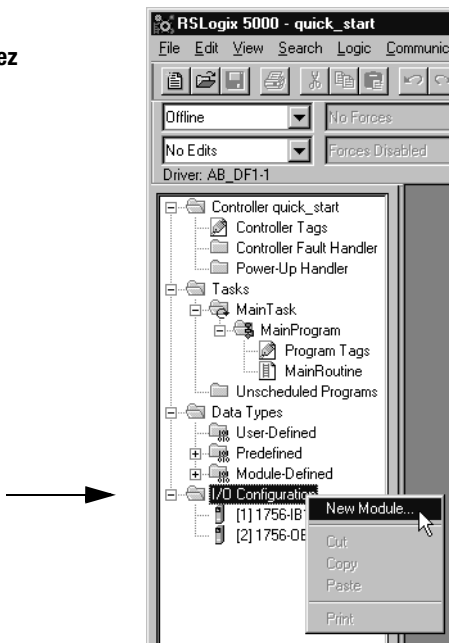 ez
RSLogix 5000 - quick_start
File Edit View Search Logic Communic
Offline
No Forces
No Edits
Forces Disabled
Driver: AB_DF1-1
Controller quick_start
Controller Tags
Controller Fault Handler
Power-Up Handler
Tasks
MainTask
MainProgram
Program Tags
MainRoutine
Unscheduled Programs
Data Types
User-Defined
Predefined
Module-Defined
I/O Configuration
New Module...
[1] 1756-IB
[2] 1756-OB
Cut
Copy
Paste
Print